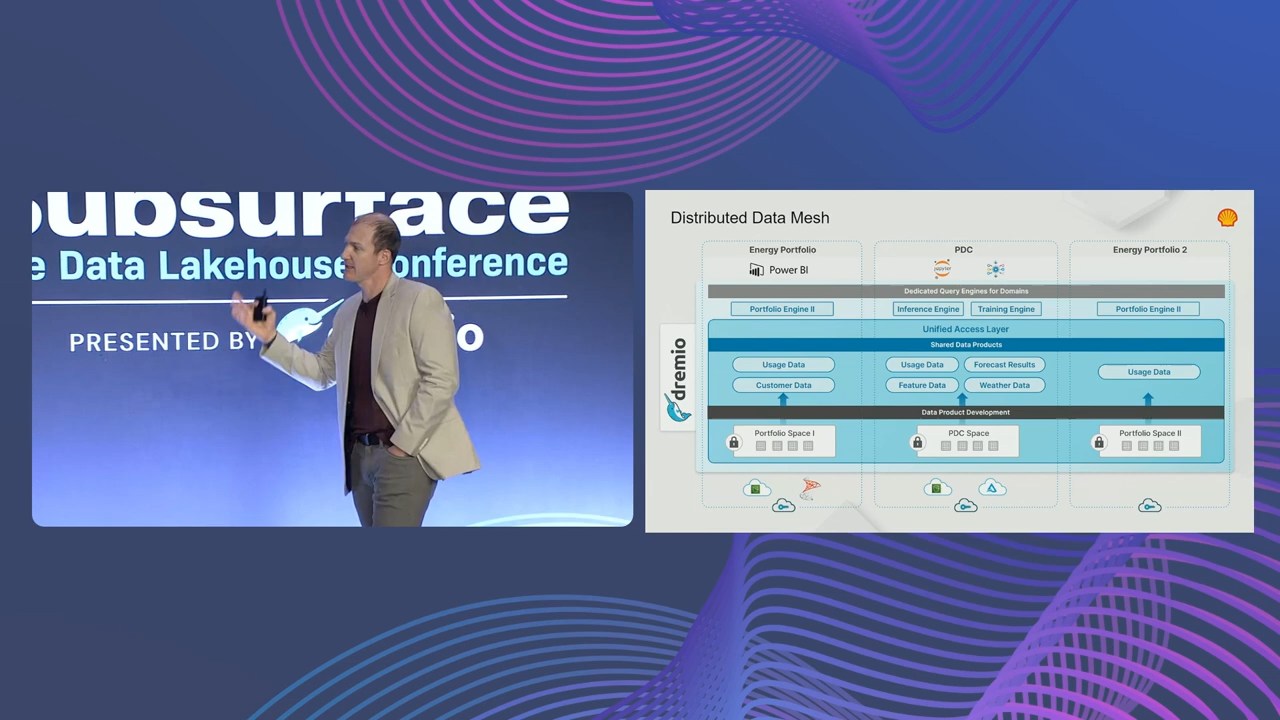 Subsurface
e Data Lakehouse Conference
PRESENTED BY
Distributed Data Mesh
Energy Portfolio
PDC
Energy Portfolio 2
Power BI
jupyter
Dedicated Query Engines for Domains
Portfolio Engine II
Inference Engine
Training Engine
Portfolio Engine II
Unified Access Layer
Shared Data Products
dremio
Usage Data
Usage Data
Forecast Results
Usage Data
Customer Data
Feature Data
Weather Data
Data Product Development
Portfolio Space I
PDC Space
Portfolio Space II